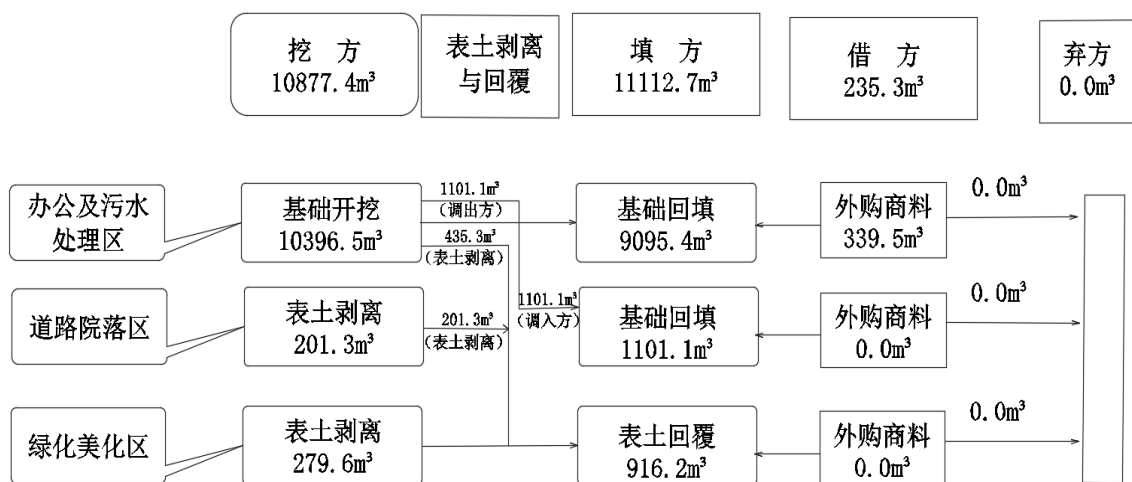 挖 方
10877.4m³
表土剥离
与回覆
填 方
11112.7m³
借 方
235.3m³
弃方
0.0m³
办公及污水
处理区
基础开挖
10396.5m³
1101.1m³
(调出方)
435.3m³
(表土剥离)
基础回填
9095.4m³
外购商料
339.5m³
0.0m³
道路院落区
表土剥离
201.3m³
201.3m³
(表土剥离)
1101.1m³
(调入方)
基础回填
1101.1m³
外购商料
0.0m³
0.0m³
绿化美化区
表土剥离
279.6m³
表土回覆
916.2m³
外购商料
0.0m³
0.0m³